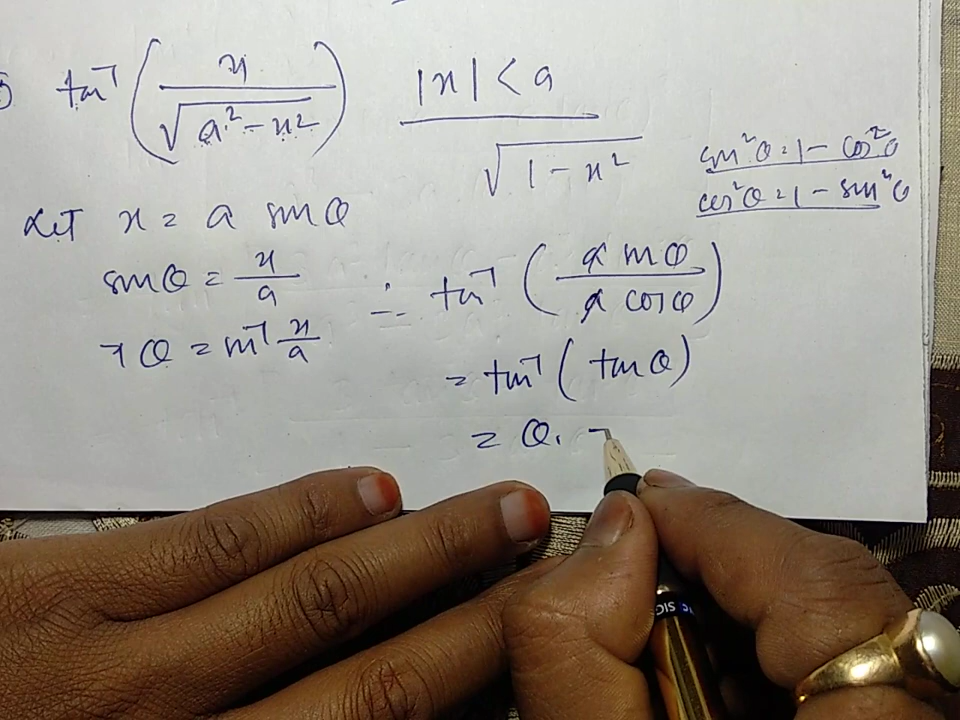 tan⁻¹ ( x / √(a² - x²) ) |x| < a
√(1 - x²)
sin²θ = 1 - cos²θ
cos²θ = 1 - sin²θ
Let x = a sinθ
sinθ = x/a
⇒ θ = sin⁻¹ x/a
∴ tan⁻¹ ( a sinθ / a cosθ )
= tan⁻¹ ( tanθ )
= θ.
SIC